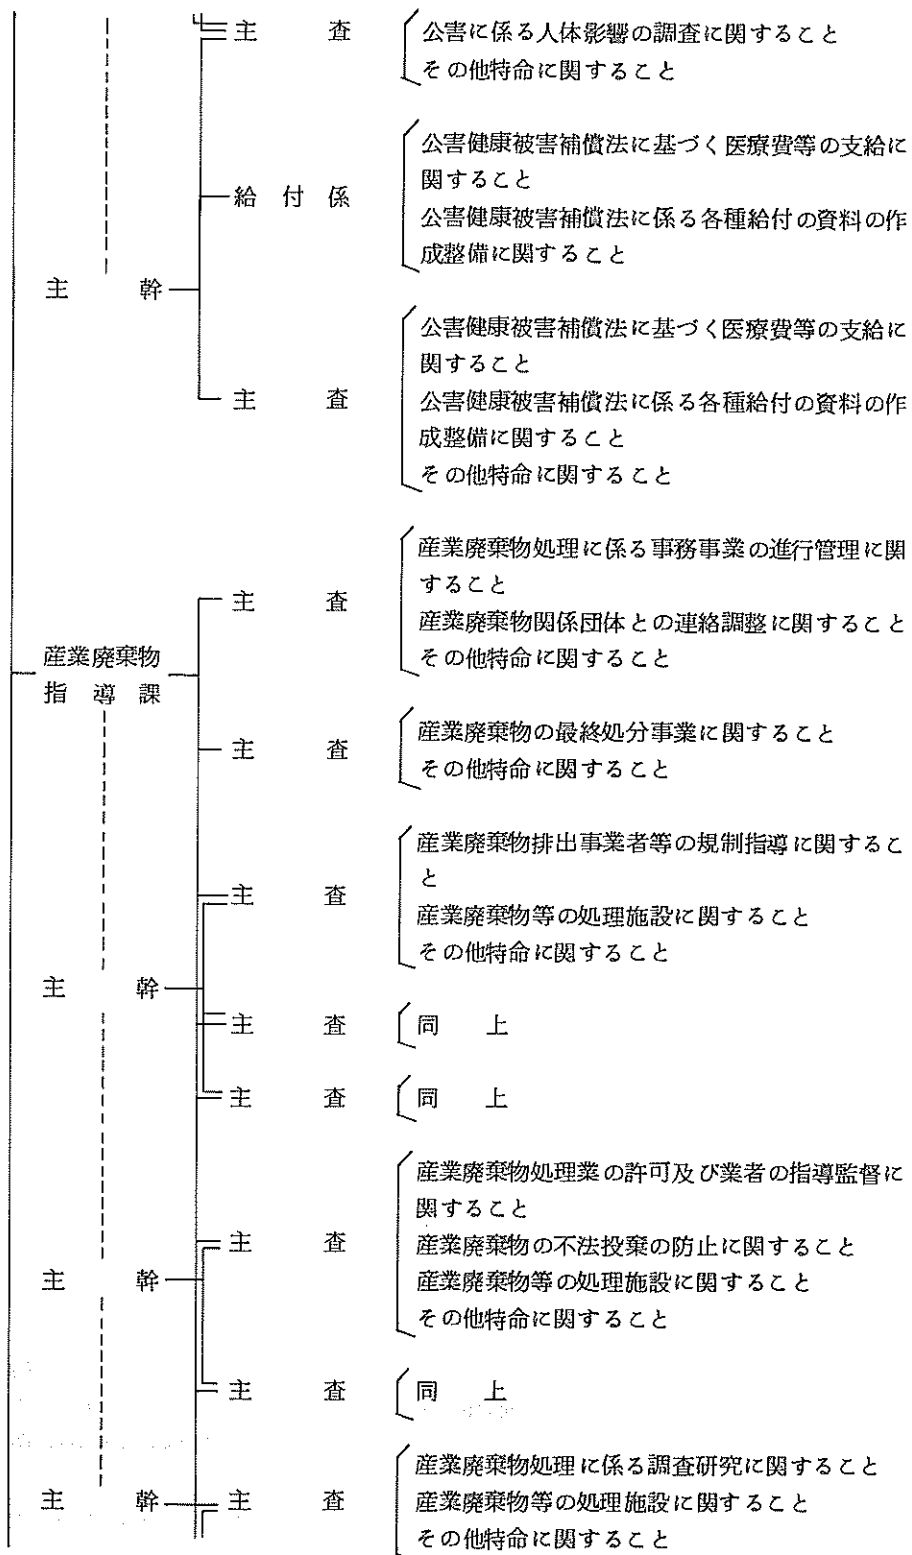 主査
公害に係る人体影響の調査に関すること
その他特命に関すること
給付係
公害健康被害補償法に基づく医療費等の支給に
関すること
公害健康被害補償法に係る各種給付の資料の作
成整備に関すること
主幹
主査
公害健康被害補償法に基づく医療費等の支給に
関すること
公害健康被害補償法に係る各種給付の資料の作
成整備に関すること
その他特命に関すること
産業廃棄物
指導課
主査
産業廃棄物処理に係る事務事業の進行管理に関
すること
産業廃棄物関係団体との連絡調整に関すること
その他特命に関すること
主査
産業廃棄物の最終処分事業に関すること
その他特命に関すること
主査
産業廃棄物排出事業者等の規制指導に関するこ
と
産業廃棄物等の処理施設に関すること
その他特命に関すること
主幹
主査
同上
主査
同上
主査
産業廃棄物処理業の許可及び業者の指導監督に
関すること
産業廃棄物の不法投棄の防止に関すること
産業廃棄物等の処理施設に関すること
その他特命に関すること
主幹
主査
同上
主幹
主査
産業廃棄物処理に係る調査研究に関すること
産業廃棄物等の処理施設に関すること
その他特命に関すること